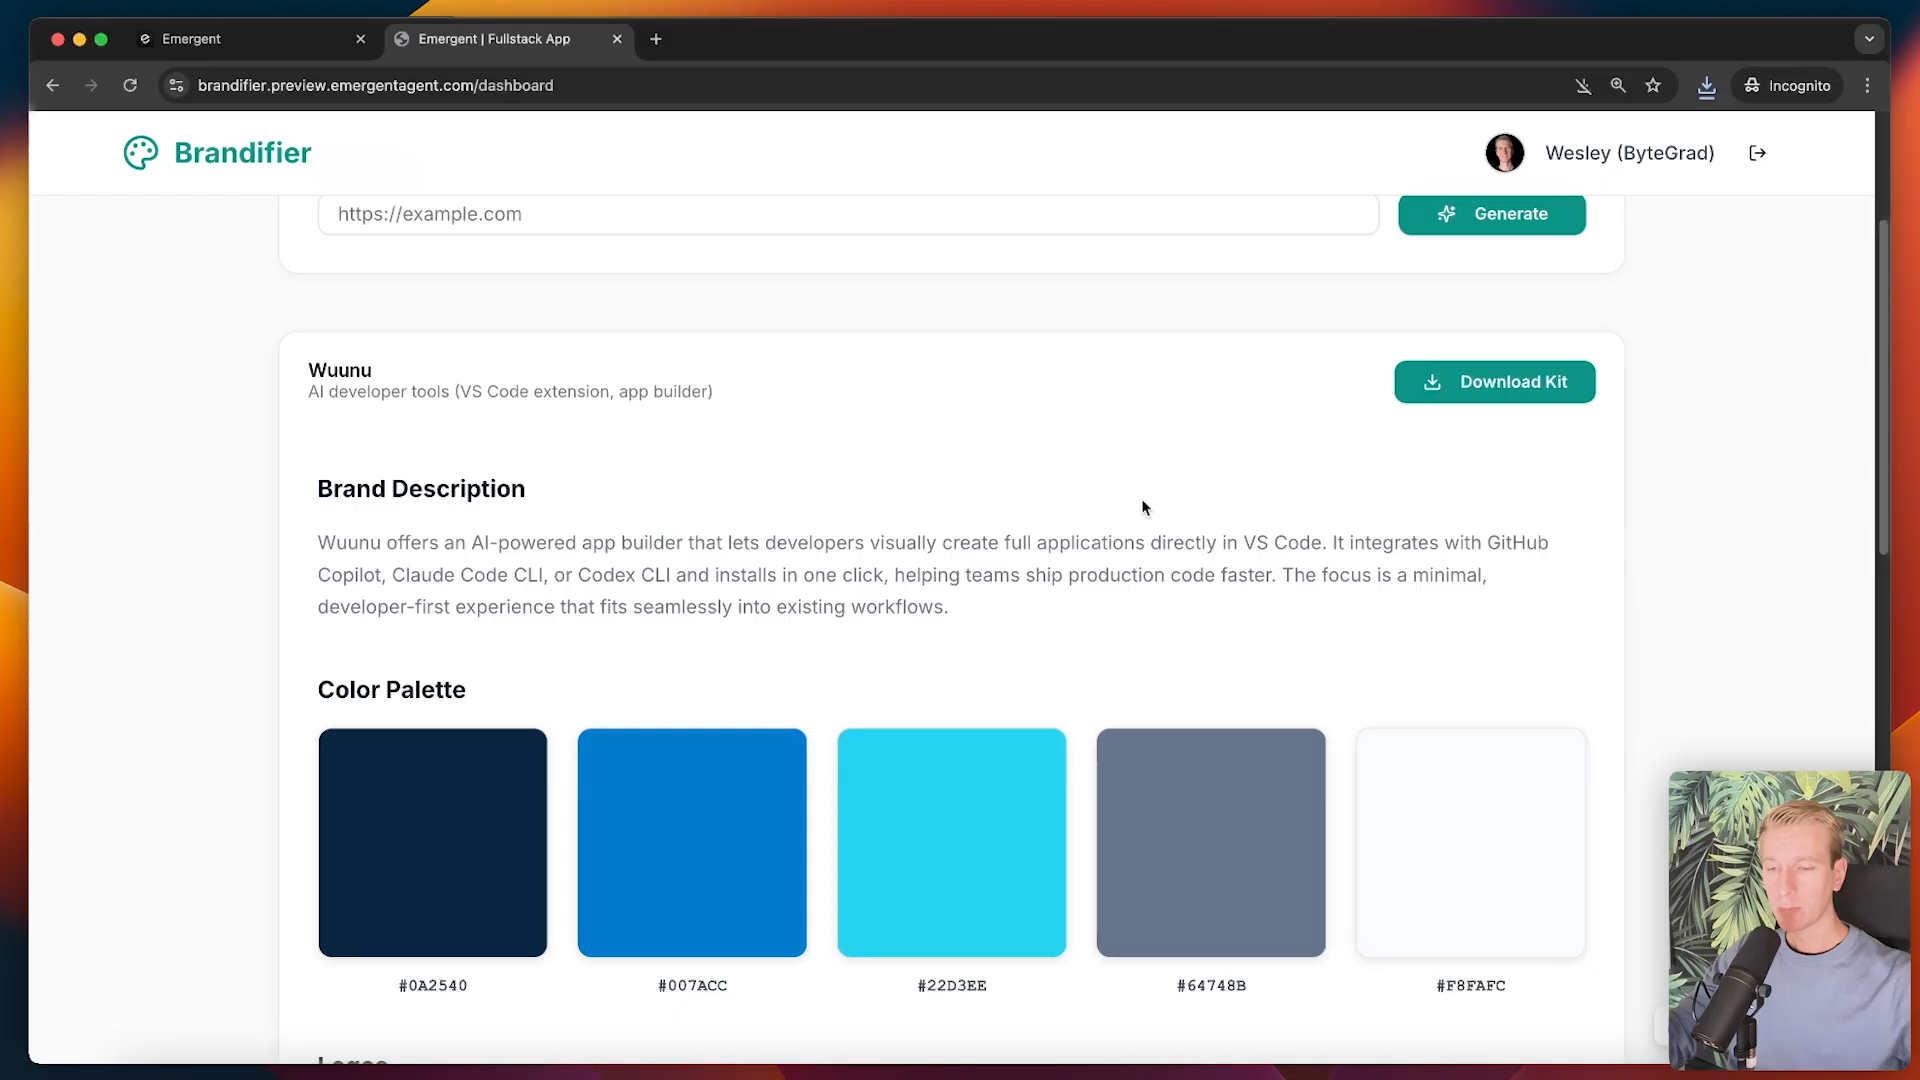 Emergent
Emergent | Fullstack App
brandifier.preview.emergentagent.com/dashboard
Incognito
Brandifier
Wesley (ByteGrad)
https://example.com
Generate
Wuunu
AI developer tools (VS Code extension, app builder)
Download Kit
Brand Description
Wuunu offers an AI-powered app builder that lets developers visually create full applications directly in VS Code. It integrates with GitHub
Copilot, Claude Code CLI, or Codex CLI and installs in one click, helping teams ship production code faster. The focus is a minimal,
developer-first experience that fits seamlessly into existing workflows.
Color Palette
#0A2540
#007ACC
#22D3EE
#64748B
#F8FAFC
Logos